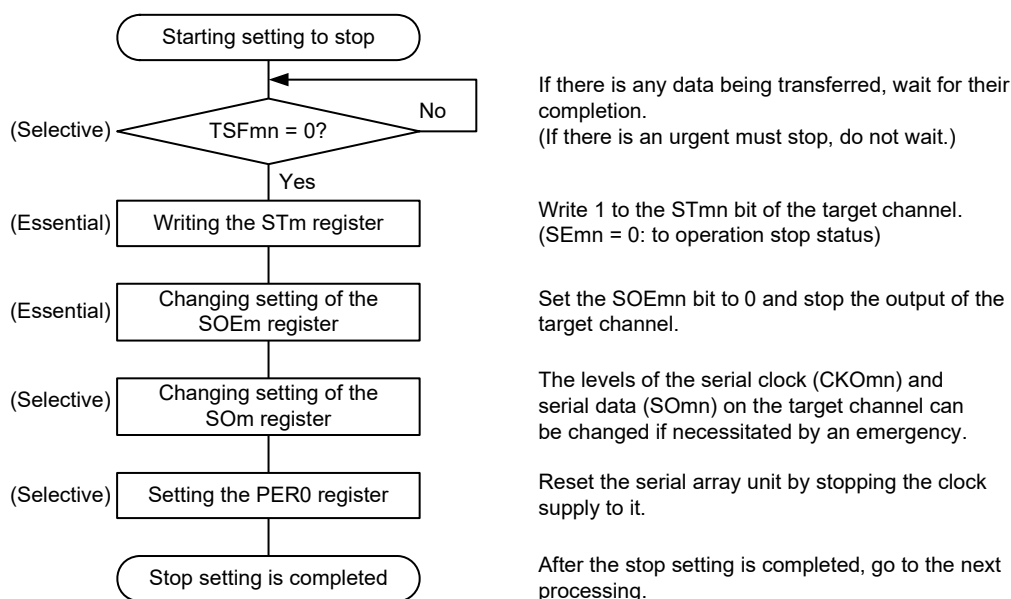 Starting setting to stop
If there is any data being transferred, wait for their
completion.
(If there is an urgent must stop, do not wait.)
No
(Selective)
TSFmn = 0?
Yes
(Essential)
Writing the STm register
Write 1 to the STmn bit of the target channel.
(SEmn = 0: to operation stop status)
(Essential)
Changing setting of the
SOEm register
Set the SOEmn bit to 0 and stop the output of the
target channel.
(Selective)
Changing setting of the
SOm register
The levels of the serial clock (CKOmn) and
serial data (SOmn) on the target channel can
be changed if necessitated by an emergency.
(Selective)
Setting the PER0 register
Reset the serial array unit by stopping the clock
supply to it.
Stop setting is completed
After the stop setting is completed, go to the next
processing.